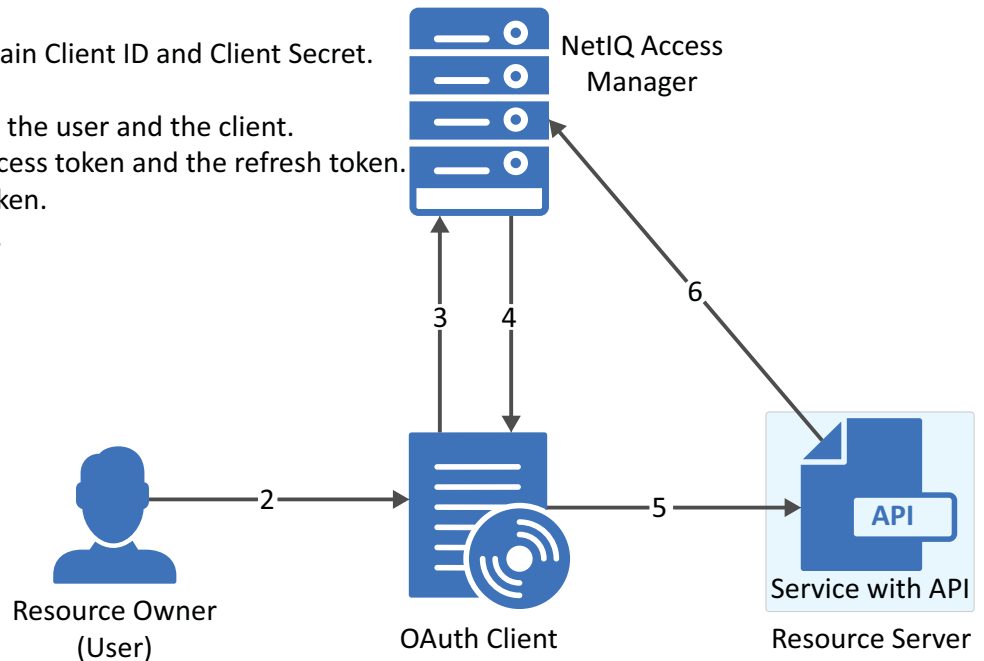 ain Client ID and Client Secret.
the user and the client.
cess token and the refresh token.
ken.
NetIQ Access
Manager
3
4
6
2
5
API
Service with API
Resource Owner
(User)
OAuth Client
Resource Server